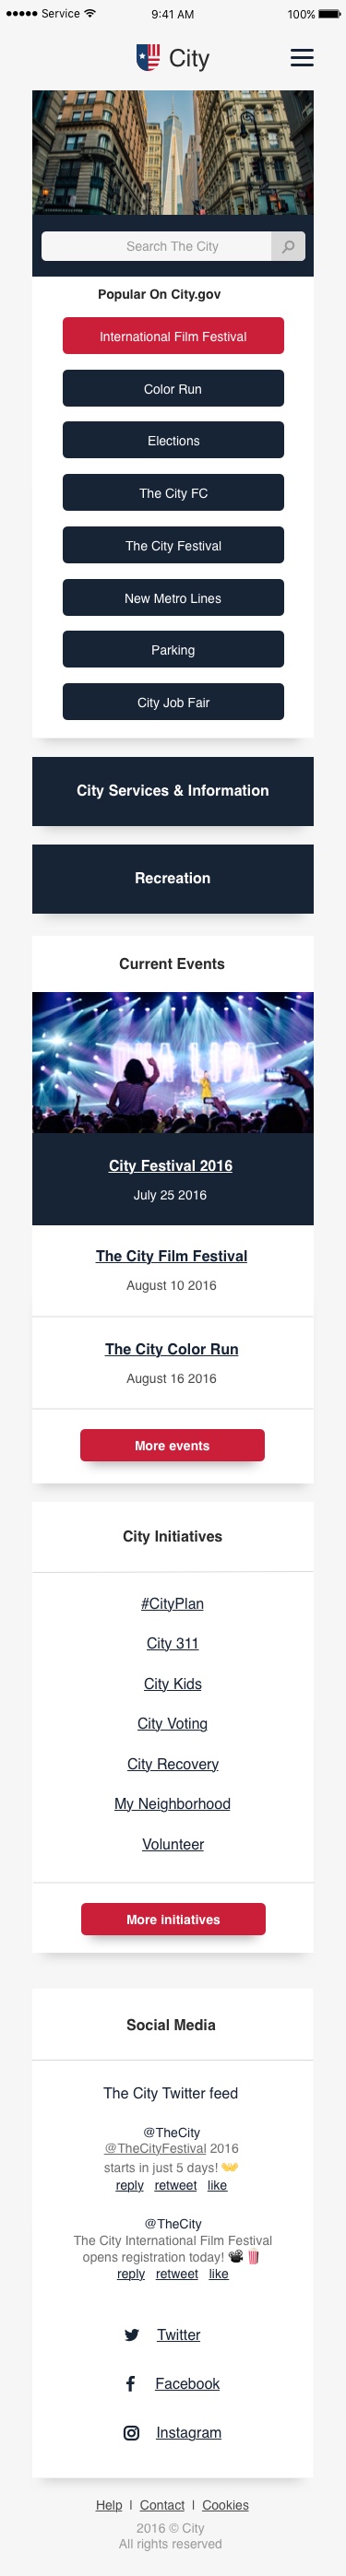 Service 9:41 AM 100%
City
Search The City
Popular On City.gov
International Film Festival
Color Run
Elections
The City FC
The City Festival
New Metro Lines
Parking
City Job Fair
City Services & Information
Recreation
Current Events
City Festival 2016
July 25 2016
The City Film Festival
August 10 2016
The City Color Run
August 16 2016
More events
City Initiatives
#CityPlan
City 311
City Kids
City Voting
City Recovery
My Neighborhood
Volunteer
More initiatives
Social Media
The City Twitter feed
@TheCity
@TheCityFestival 2016
starts in just 5 days! 👐
reply retweet like
@TheCity
The City International Film Festival
opens registration today! 📽🍿
reply retweet like
Twitter
Facebook
Instagram
Help | Contact | Cookies
2016 © City
All rights reserved